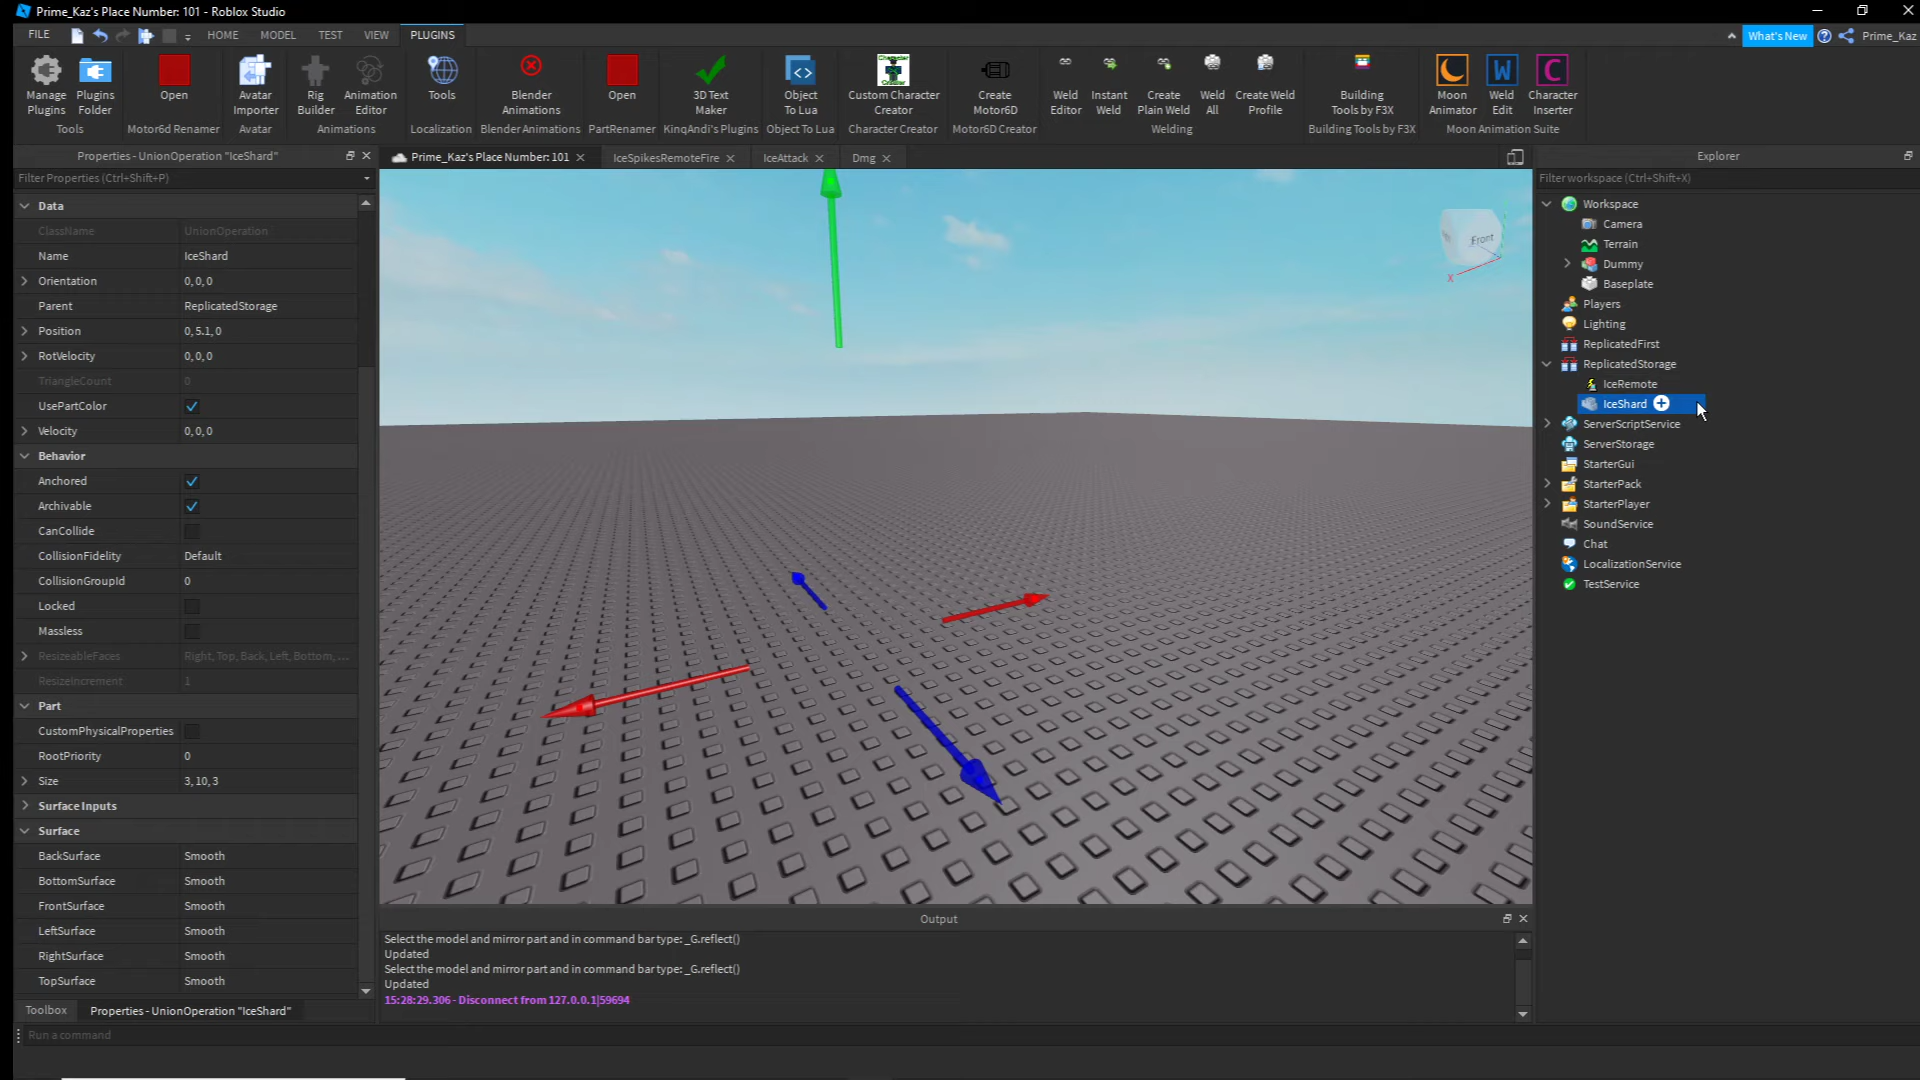 Prime_Kaz's Place Number: 101 - Roblox Studio
FILE HOME MODEL TEST VIEW PLUGINS What's New Prime_Kaz
Manage Plugins
Plugins Folder
Tools
Open
Motor6d Renamer
Avatar Importer
Avatar
Rig Builder
Animation Editor
Animations
Tools
Localization
Blender Animations
Blender Animations
Open
PartRenamer
3D Text Maker
KinqAndi's Plugins
Object To Lua
Object To Lua
Custom Character Creator
Character Creator
Create Motor6D
Motor6D Creator
Weld Editor
Instant Weld
Create Plain Weld
Weld All
Create Weld Profile
Welding
Building Tools by F3X
Building Tools by F3X
Moon Animator
Weld Edit
Character Inserter
Moon Animation Suite
Properties - UnionOperation "IceShard"
Filter Properties (Ctrl+Shift+P)
Data
ClassName UnionOperation
Name IceShard
Orientation 0, 0, 0
Parent ReplicatedStorage
Position 0, 5.1, 0
RotVelocity 0, 0, 0
TriangleCount 0
UsePartColor
Velocity 0, 0, 0
Behavior
Anchored
Archivable
CanCollide
CollisionFidelity Default
CollisionGroupId 0
Locked
Massless
ResizeableFaces Right, Top, Back, Left, Bottom, ...
ResizeIncrement 1
Part
CustomPhysicalProperties
RootPriority 0
Size 3, 10, 3
Surface Inputs
Surface
BackSurface Smooth
BottomSurface Smooth
FrontSurface Smooth
LeftSurface Smooth
RightSurface Smooth
TopSurface Smooth
Toolbox Properties - UnionOperation "IceShard"
Run a command
Prime_Kaz's Place Number: 101 IceSpikesRemoteFire IceAttack Dmg
Front
X
Output
Select the model and mirror part and in command bar type: _G.reflect()
Updated
Select the model and mirror part and in command bar type: _G.reflect()
Updated
15:28:29.306 - Disconnect from 127.0.0.1|59694
Explorer
Filter workspace (Ctrl+Shift+X)
Workspace
Camera
Terrain
Dummy
Baseplate
Players
Lighting
ReplicatedFirst
ReplicatedStorage
IceRemote
IceShard
ServerScriptService
ServerStorage
StarterGui
StarterPack
StarterPlayer
SoundService
Chat
LocalizationService
TestService